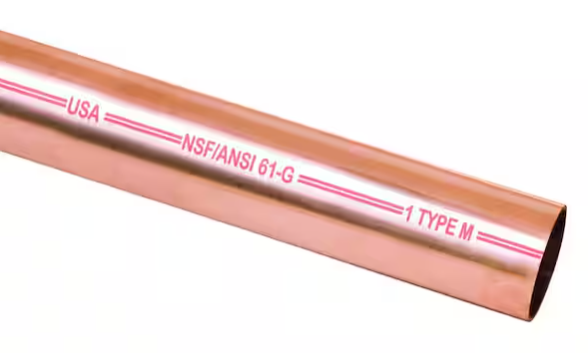 USA NSF/ANSI 61-G 1 TYPE M